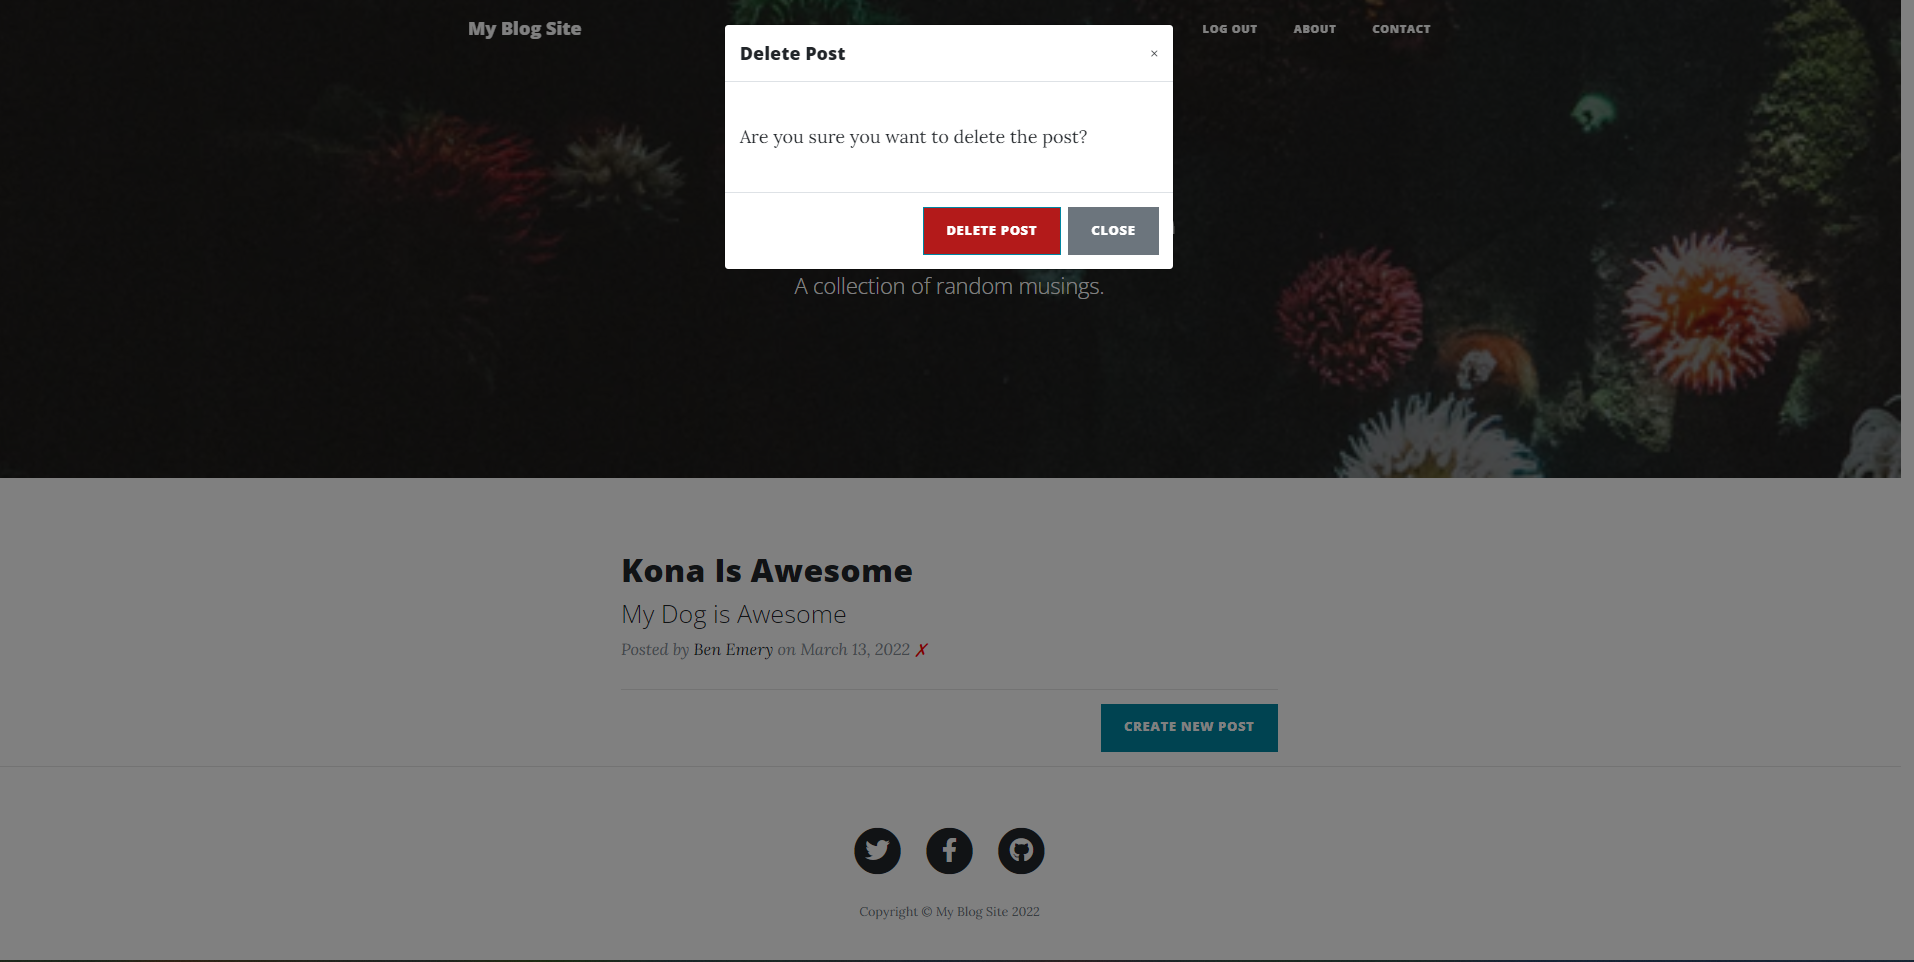 My Blog Site
LOG OUT
ABOUT
CONTACT
Delete Post
×
Are you sure you want to delete the post?
DELETE POST
CLOSE
A collection of random musings.
Kona Is Awesome
My Dog is Awesome
Posted by Ben Emery on March 13, 2022 ✗
CREATE NEW POST
Copyright © My Blog Site 2022